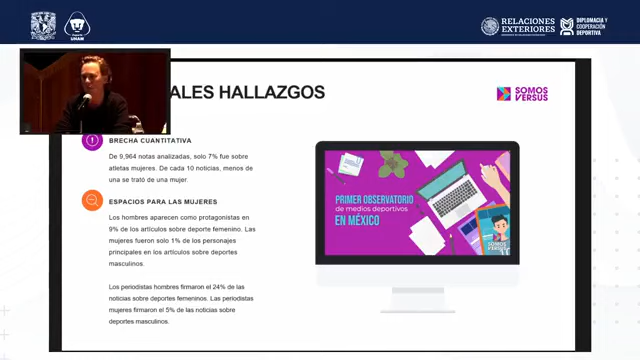 UNAM
RELACIONES
EXTERIORES
DIPLOMACIA Y
COOPERACIÓN
DEPORTIVA
ALES HALLAZGOS
SOMOS
VERSUS
BRECHA CUANTITATIVA
De 9,964 notas analizadas, solo 7% fue sobre
atletas mujeres. De cada 10 noticias, menos de
una se trató de una mujer.
ESPACIOS PARA LAS MUJERES
Los hombres aparecen como protagonistas en
9% de los artículos sobre deporte femenino. Las
mujeres fueron solo 1% de los personajes
principales en los artículos sobre deportes
masculinos.
Los periodistas hombres firmaron el 24% de las
noticias sobre deportes femeninos. Las periodistas
mujeres firmaron el 5% de las noticias sobre
deportes masculinos.
PRIMER OBSERVATORIO
de medios deportivos
EN MÉXICO
SOMOS
VERSUS